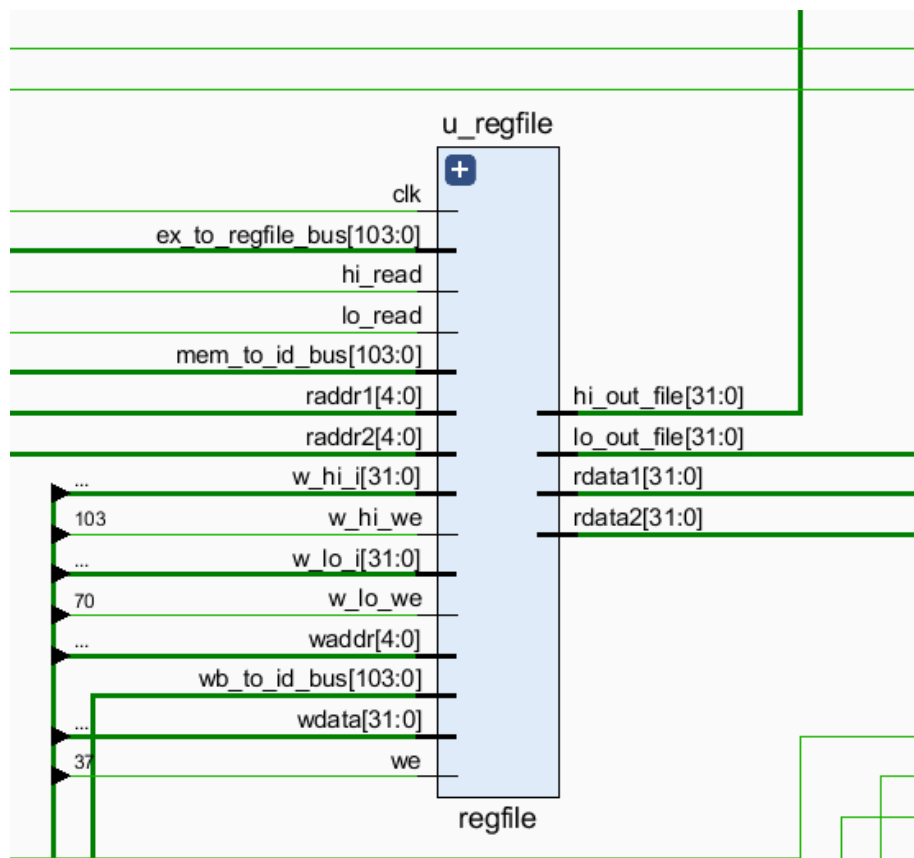 u_regfile
+
clk
ex_to_regfile_bus[103:0]
hi_read
lo_read
mem_to_id_bus[103:0]
raddr1[4:0]
hi_out_file[31:0]
raddr2[4:0]
lo_out_file[31:0]
... w_hi_i[31:0]
rdata1[31:0]
103 w_hi_we
rdata2[31:0]
... w_lo_i[31:0]
70 w_lo_we
... waddr[4:0]
wb_to_id_bus[103:0]
... wdata[31:0]
37 we
regfile